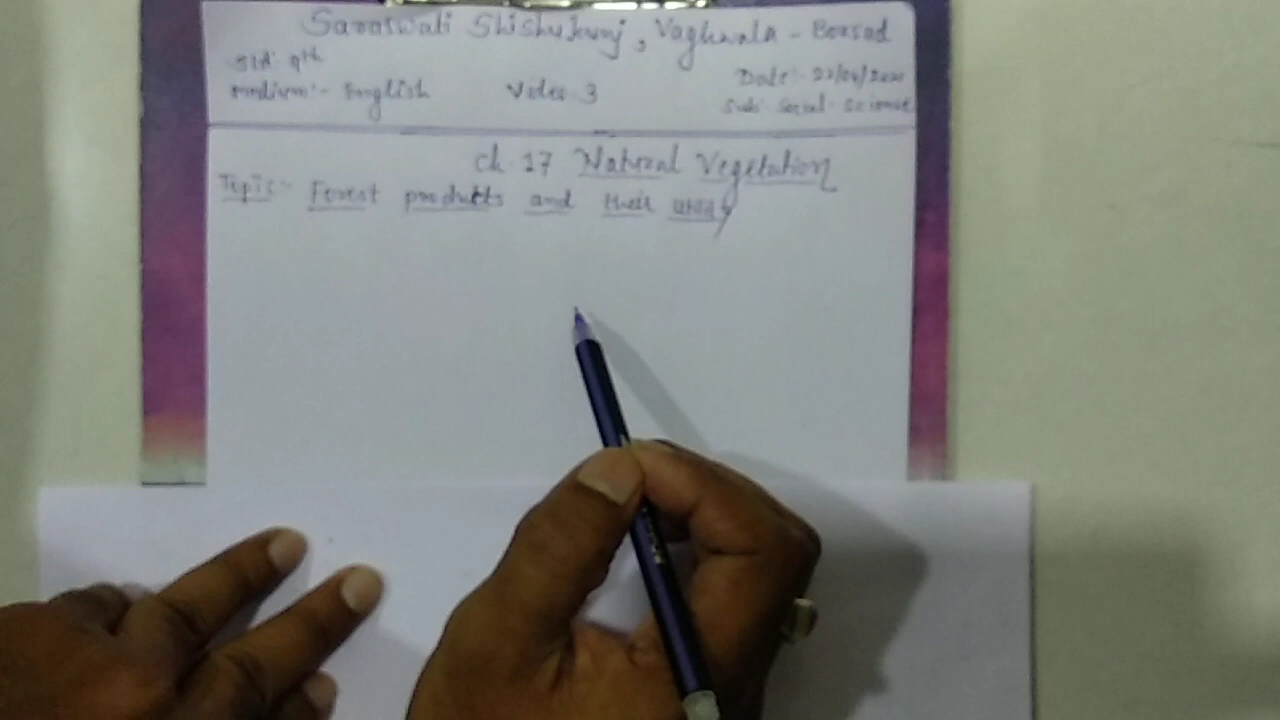 Saraswati Shishukunj, Vaghwala - Borsad
Std 9th
Medium:- English Video 3 Date:- 22/04/2020
Sub: Social Science
Ch 17 Natural Vegetation
Topic:- Forest products and their